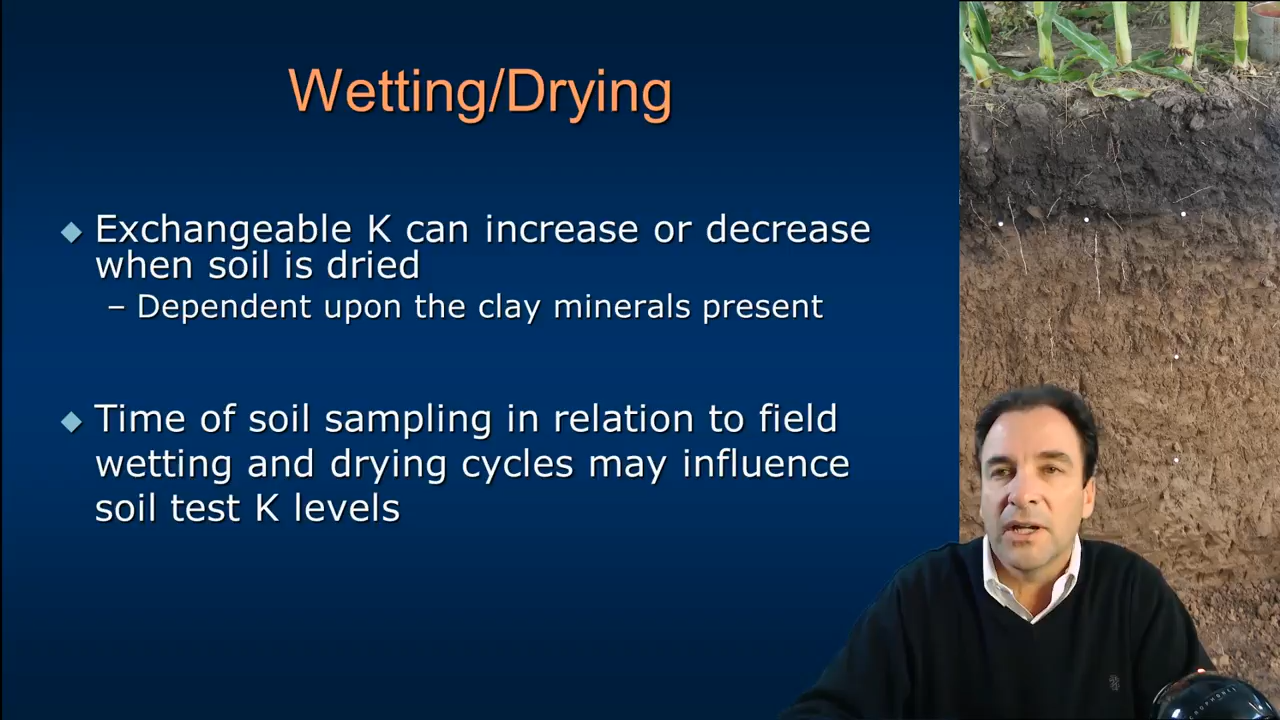 Wetting/Drying
Exchangeable K can increase or decrease
when soil is dried
– Dependent upon the clay minerals present
Time of soil sampling in relation to field
wetting and drying cycles may influence
soil test K levels